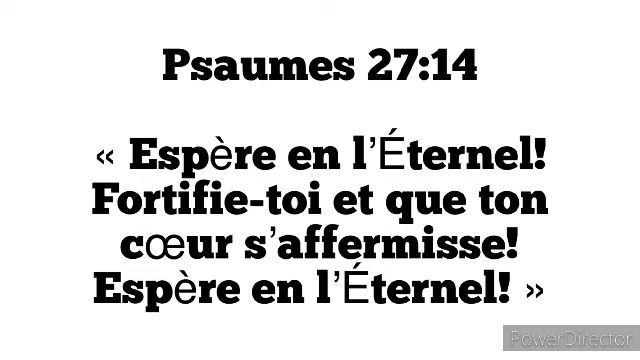 Psaumes 27:14
« Espère en l’Éternel!
Fortifie-toi et que ton
cœur s’affermisse!
Espère en l’Éternel! »
PowerDirector